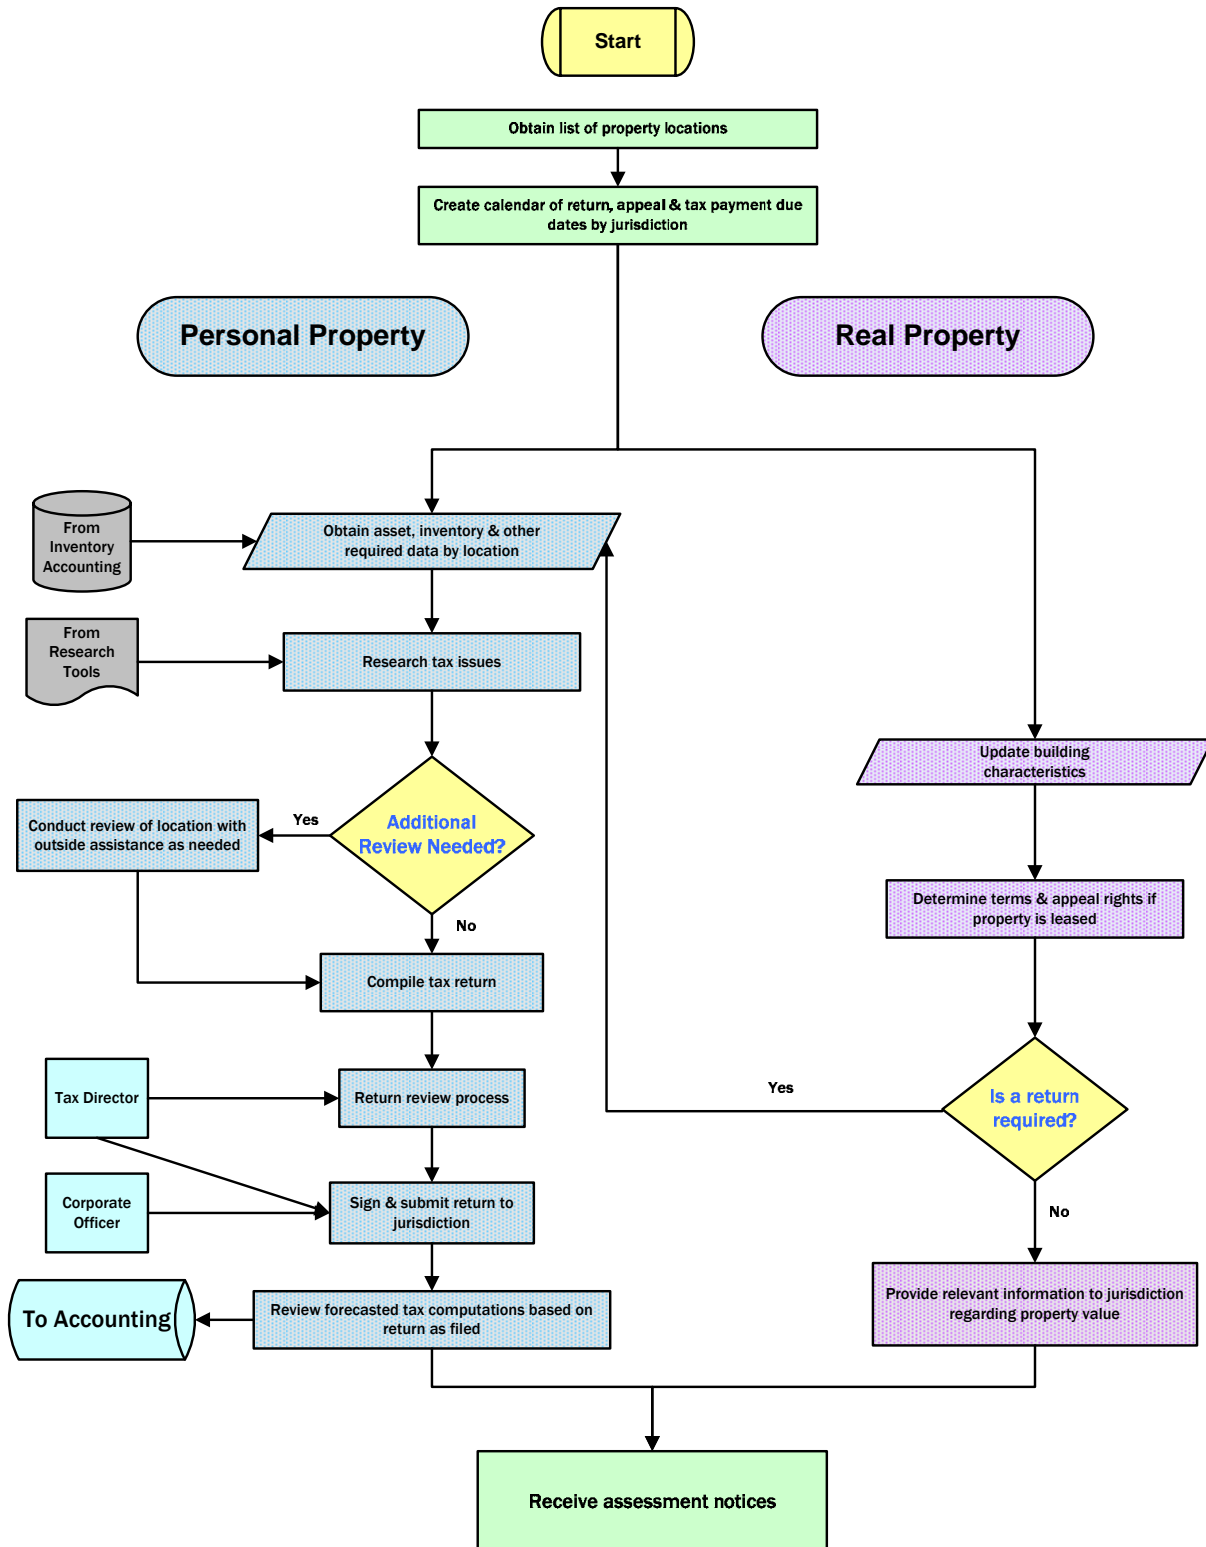 Start
Obtain list of property locations
Create calendar of return, appeal & tax payment due
dates by jurisdiction
Personal Property
Real Property
From
Inventory
Accounting
Obtain asset, inventory & other
required data by location
From
Research
Tools
Research tax issues
Update building
characteristics
Conduct review of location with
outside assistance as needed
Yes
Additional
Review Needed?
No
Determine terms & appeal rights if
property is leased
Compile tax return
Tax Director
Return review process
Yes
Is a return
required?
No
Corporate
Officer
Sign & submit return to
jurisdiction
To Accounting
Review forecasted tax computations based on
return as filed
Provide relevant information to jurisdiction
regarding property value
Receive assessment notices